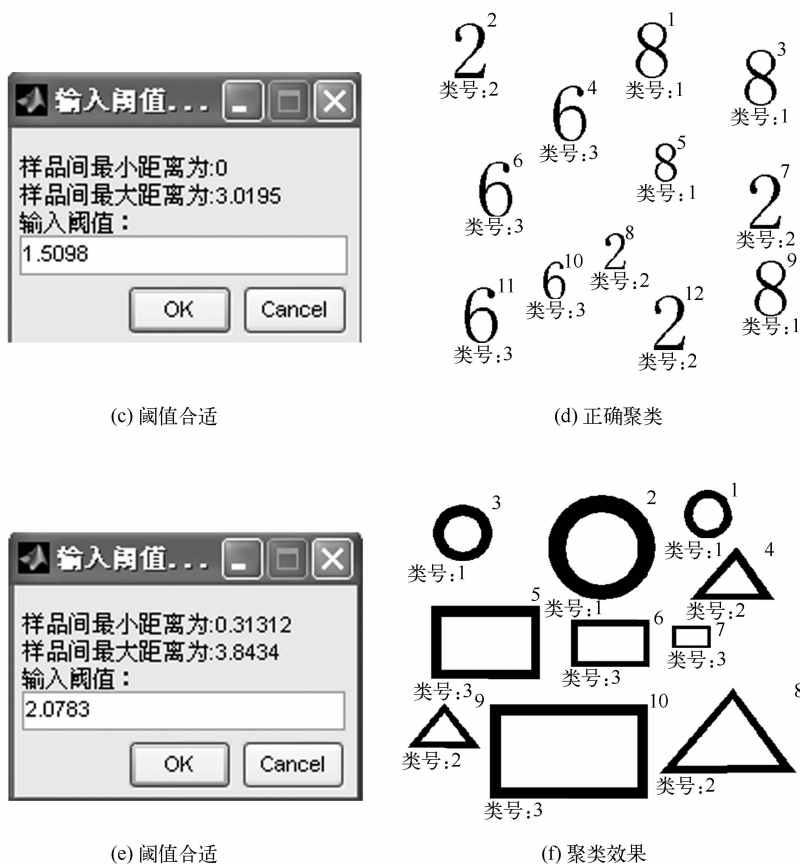 输入阈值...
样品间最小距离为:0
样品间最大距离为:3.0195
输入阈值：
1.5098
OK Cancel
(c) 阈值合适
2 2
类号:2
8 1
类号:1
8 3
类号:1
6 4
类号:3
8 5
类号:1
6 6
类号:3
2 7
类号:2
2 8
类号:2
8 9
类号:1
6 10
类号:3
6 11
类号:3
2 12
类号:2
(d) 正确聚类
输入阈值...
样品间最小距离为:0.31312
样品间最大距离为:3.8434
输入阈值：
2.0783
OK Cancel
(e) 阈值合适
3
类号:1
2
类号:1
1
类号:1
4
类号:2
5
类号:3
6
类号:3
7
类号:3
9
类号:2
10
类号:3
8
类号:2
(f) 聚类效果